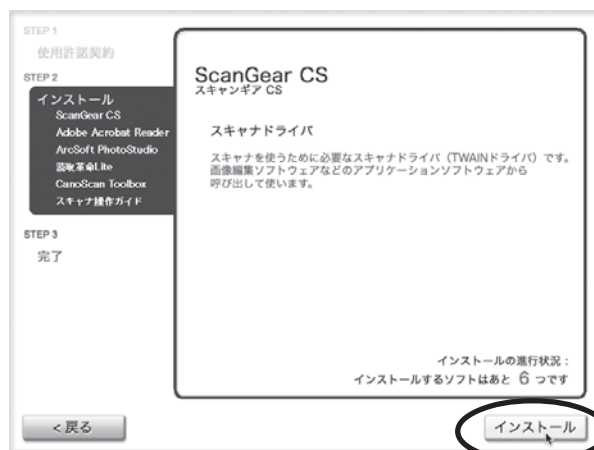 STEP 1
使用許諾契約
STEP 2
インストール
ScanGear CS
Adobe Acrobat Reader
ArcSoft PhotoStudio
読取革命Lite
CanoScan Toolbox
スキャナ操作ガイド
STEP 3
完了
ScanGear CS
スキャンギア CS
スキャナドライバ
スキャナを使うために必要なスキャナドライバ（TWAINドライバ）です。
画像編集ソフトウェアなどのアプリケーションソフトウェアから
呼び出して使います。
インストールの進行状況：
インストールするソフトはあと 6 つです
＜戻る
インストール